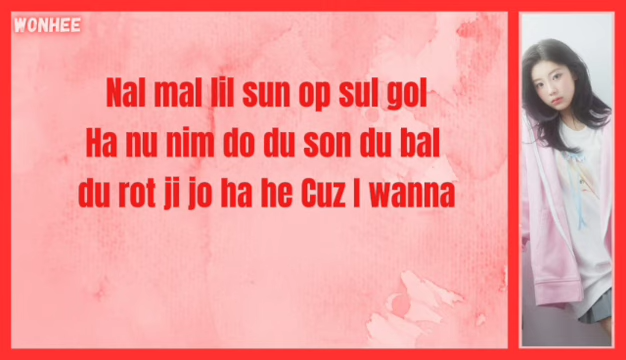 WONHEE
Nal mal lil sun op sul gol
Ha nu nim do du son du bal
du rot ji jo ha he Cuz I wanna